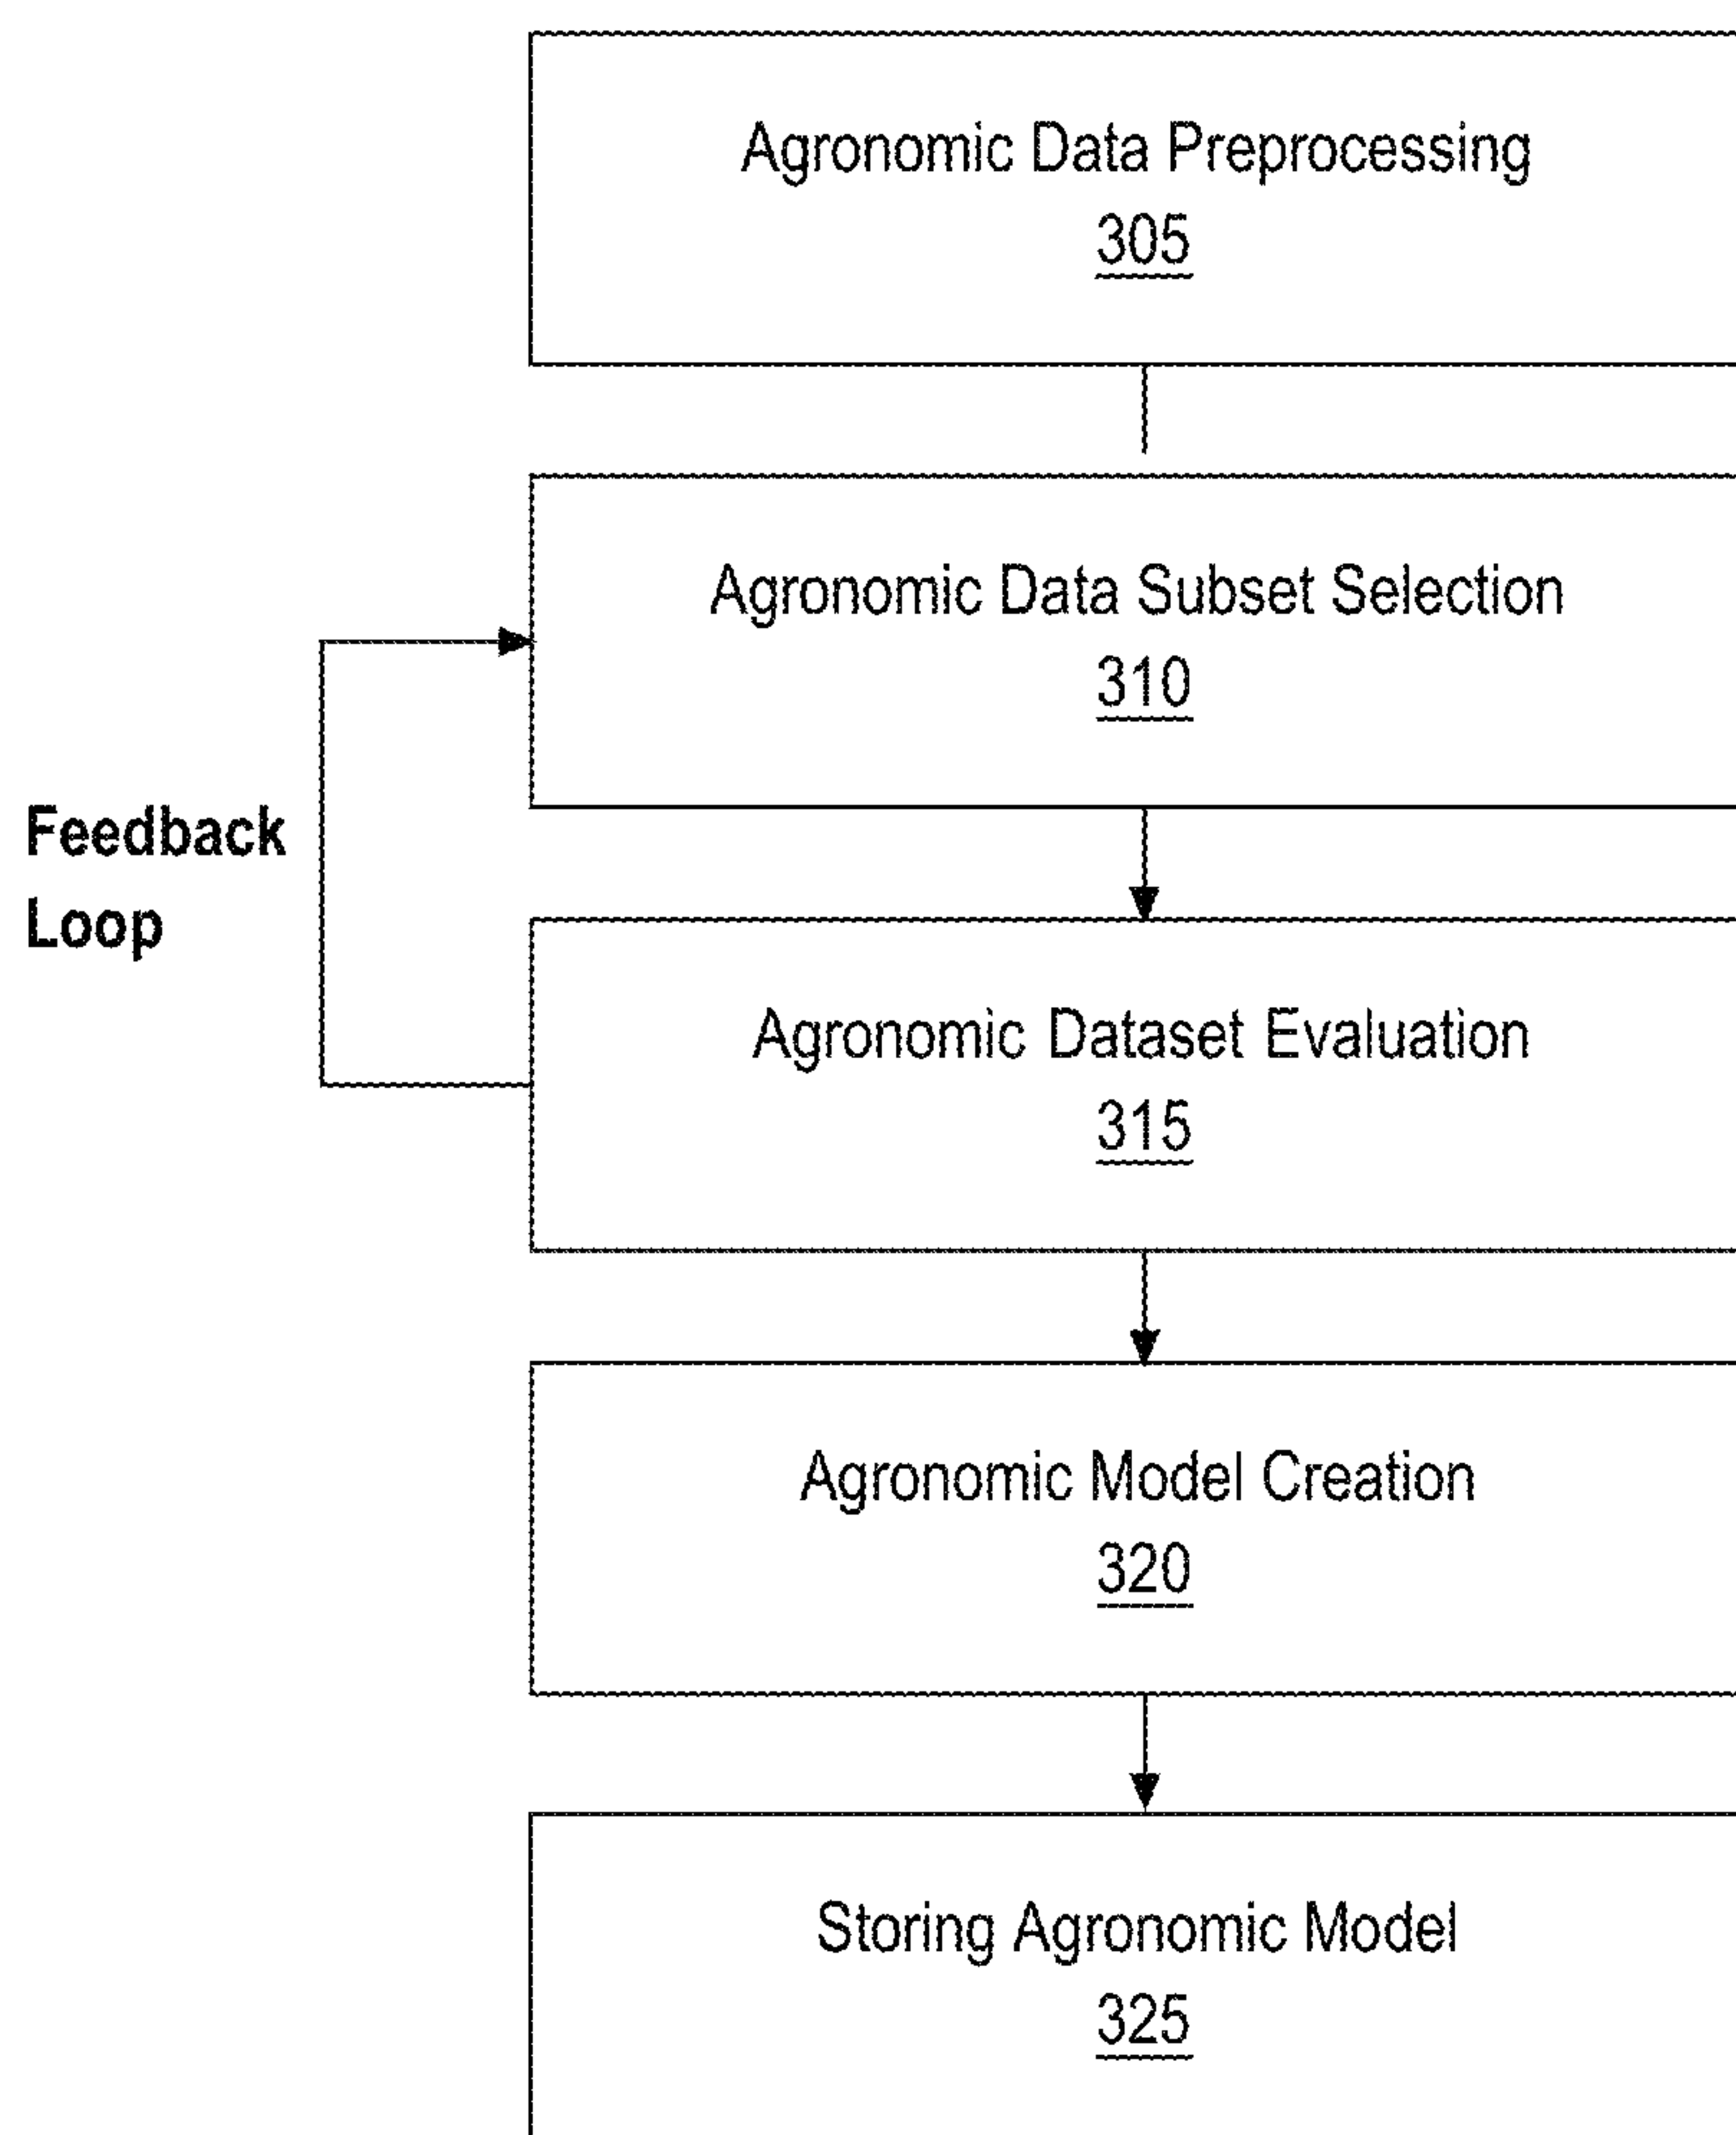 Agronomic Data Preprocessing
305
Agronomic Data Subset Selection
310
Feedback
Loop
Agronomic Dataset Evaluation
315
Agronomic Model Creation
320
Storing Agronomic Model
325